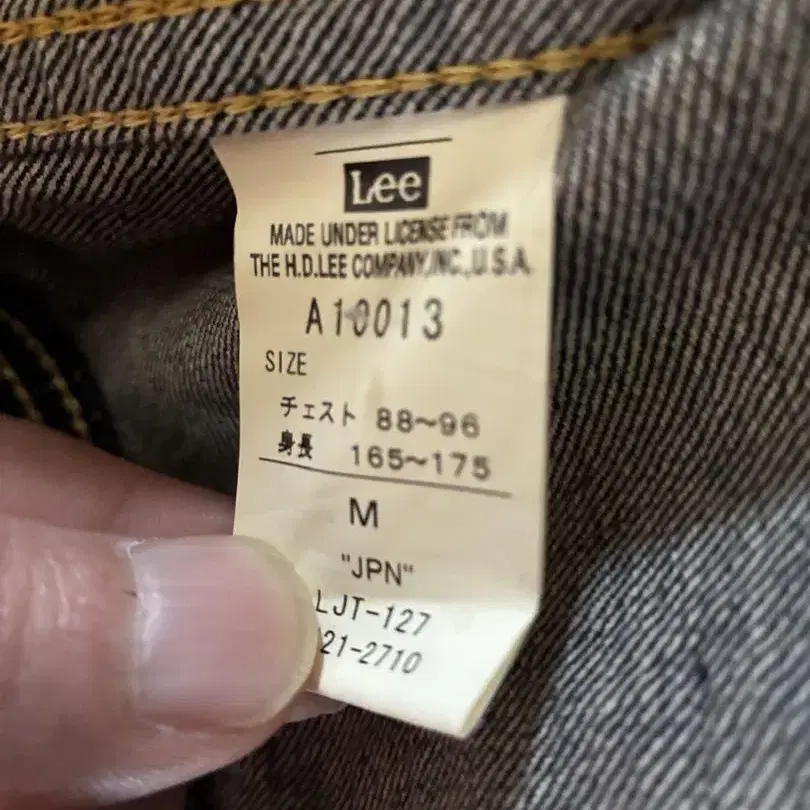 Lee
MADE UNDER LICENSE FROM
THE H.D.LEE COMPANY,INC.,U.S.A.
A10013
SIZE
チェスト 88~96
身長 165~175
M
"JPN"
LJT-127
21-2710